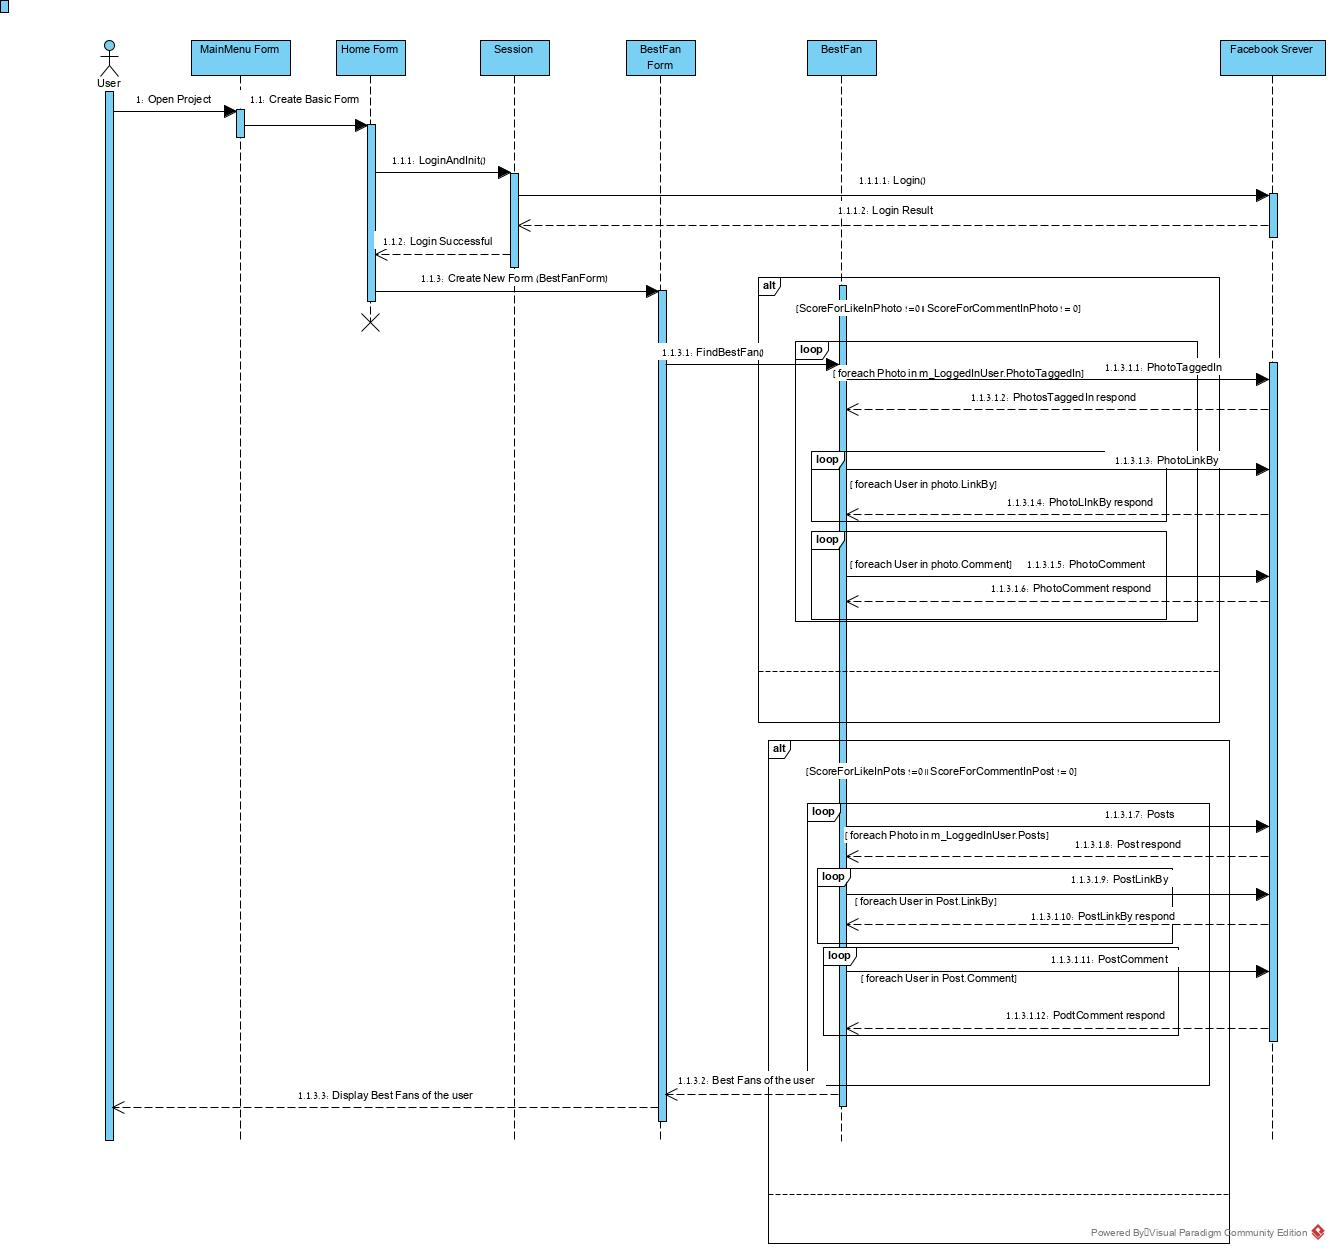 MainMenu Form
Home Form
Session
BestFan
Form
BestFan
Facebook Srever
User
1: Open Project
1.1: Create Basic Form
1.1.1: LoginAndInit()
1.1.1.1: Login()
1.1.1.2: Login Result
1.1.2: Login Successful
1.1.3: Create New Form (BestFanForm)
alt
[ScoreForLikeInPhoto !=0 || ScoreForCommentInPhoto != 0]
loop
1.1.3.1: FindBestFan()
[foreach Photo in m_LoggedInUser.PhotoTaggedIn]
1.1.3.1.1: PhotoTaggedIn
1.1.3.1.2: PhotosTaggedIn respond
loop
1.1.3.1.3: PhotoLinkBy
[foreach User in photo.LinkBy]
1.1.3.1.4: PhotoLInkBy respond
loop
[foreach User in photo.Comment]
1.1.3.1.5: PhotoComment
1.1.3.1.6: PhotoComment respond
alt
[ScoreForLikeInPots !=0 || ScoreForCommentInPost != 0]
loop
1.1.3.1.7: Posts
[foreach Photo in m_LoggedInUser.Posts]
1.1.3.1.8: Post respond
loop
1.1.3.1.9: PostLinkBy
[foreach User in Post.LinkBy]
1.1.3.1.10: PostLinkBy respond
loop
1.1.3.1.11: PostComment
[foreach User in Post.Comment]
1.1.3.1.12: PodtComment respond
1.1.3.2: Best Fans of the user
1.1.3.3: Display Best Fans of the user
Powered By Visual Paradigm Community Edition